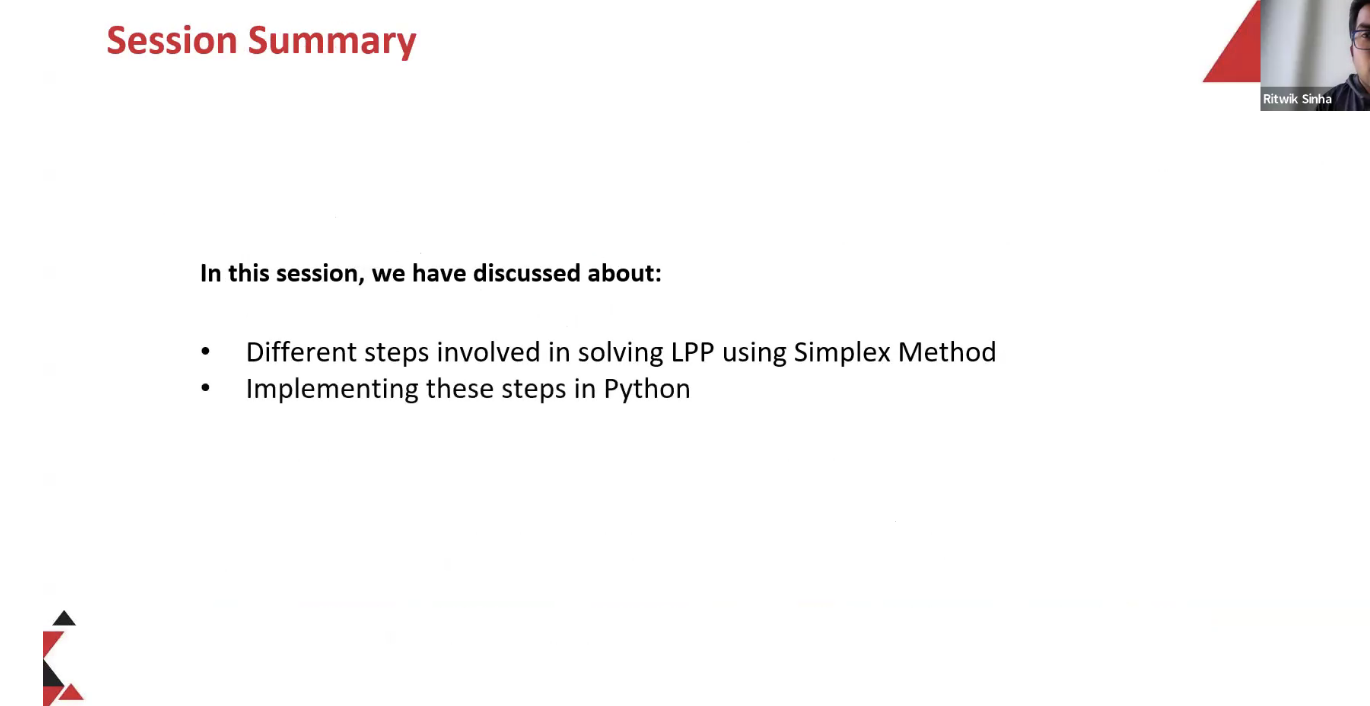 Session Summary
Ritwik Sinha
In this session, we have discussed about:
• Different steps involved in solving LPP using Simplex Method
• Implementing these steps in Python